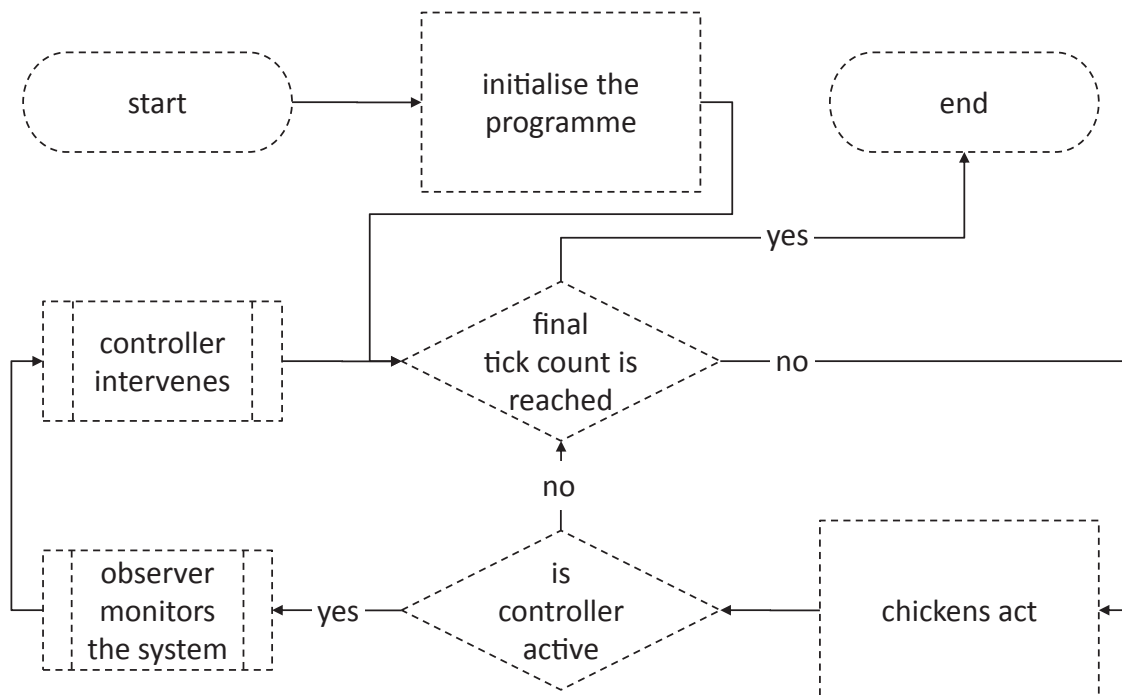 start
initialise the
programme
end
yes
controller
intervenes
final
tick count is
reached
no
no
observer
monitors
the system
yes
is
controller
active
chickens act